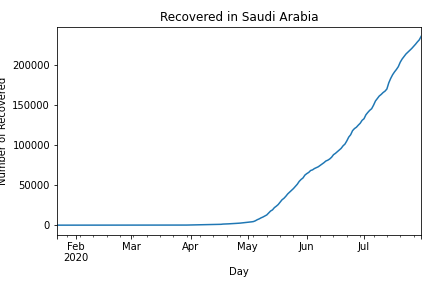 Recovered in Saudi Arabia
Number of Recovered
200000
150000
100000
50000
0
Feb Mar Apr May Jun Jul
2020
Day